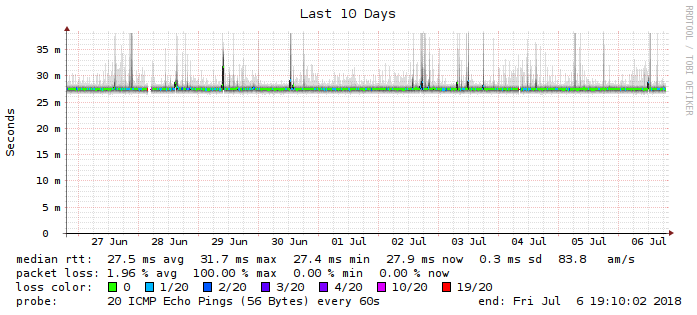 Last 10 Days
RRDTOOL / TOBI OETIKER
Seconds
35 m
30 m
25 m
20 m
15 m
10 m
5 m
0
27 Jun 28 Jun 29 Jun 30 Jun 01 Jul 02 Jul 03 Jul 04 Jul 05 Jul 06 Jul
median rtt: 27.5 ms avg 31.7 ms max 27.4 ms min 27.9 ms now 0.3 ms sd 83.8 am/s
packet loss: 1.96 % avg 100.00 % max 0.00 % min 0.00 % now
loss color: 0 1/20 2/20 3/20 4/20 10/20 19/20
probe: 20 ICMP Echo Pings (56 Bytes) every 60s end: Fri Jul 6 19:10:02 2018